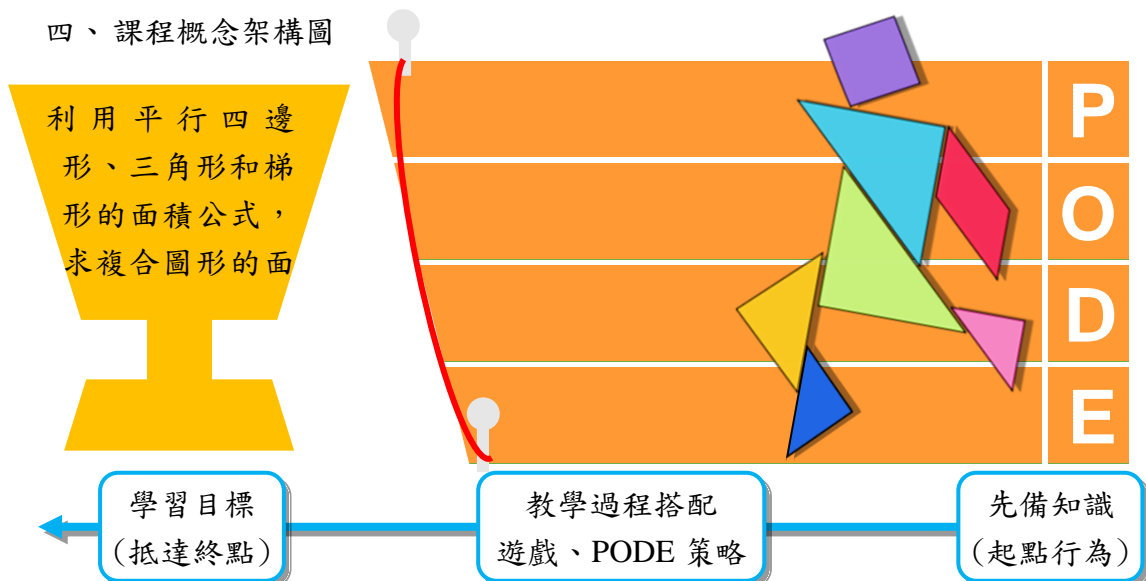 四、課程概念架構圖
利用平行四邊
形、三角形和梯
形的面積公式，
求複合圖形的面
P
O
D
E
學習目標
（抵達終點）
教學過程搭配
遊戲、PODE 策略
先備知識
（起點行為）